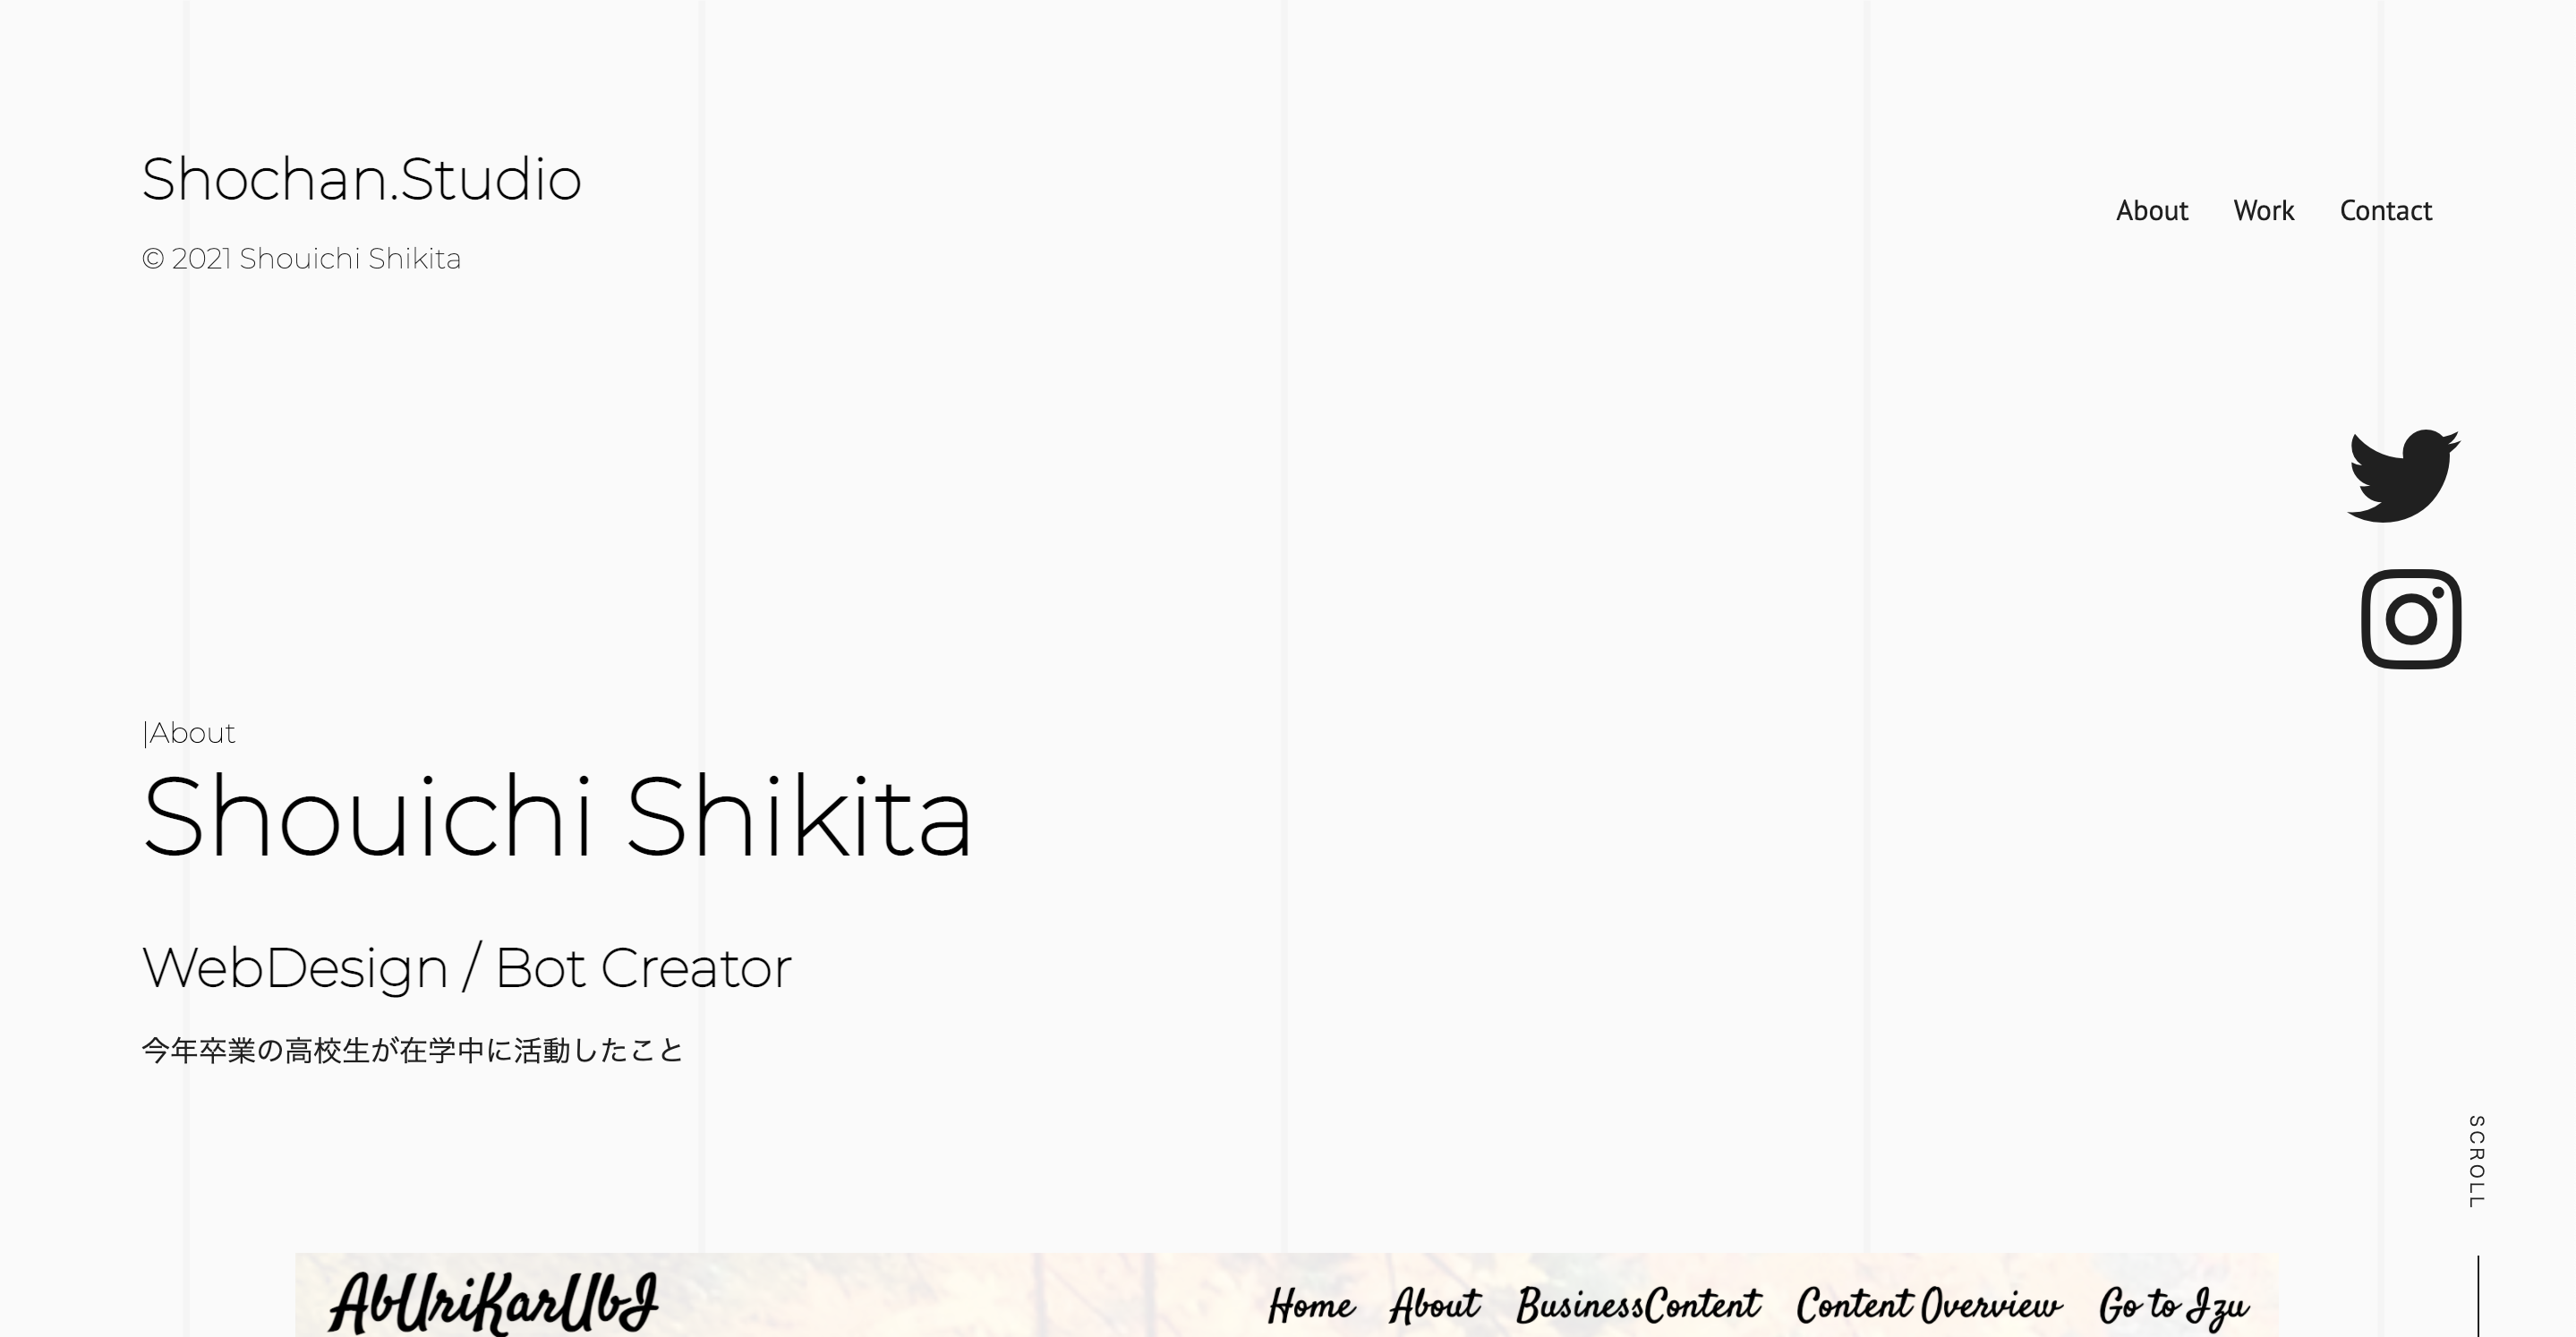 Shochan.Studio
© 2021 Shouichi Shikita
About Work Contact
|About
Shouichi Shikita
WebDesign / Bot Creator
今年卒業の高校生が在学中に活動したこと
SCROLL
AbUriKarUbI
Home About BusinessContent Content Overview Go to Izu